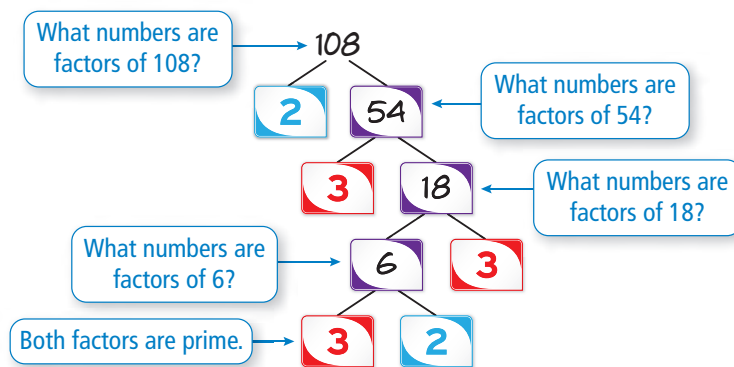 What numbers are
factors of 108?
108
2
54
What numbers are
factors of 54?
3
18
What numbers are
factors of 18?
What numbers are
factors of 6?
6
3
Both factors are prime.
3
2